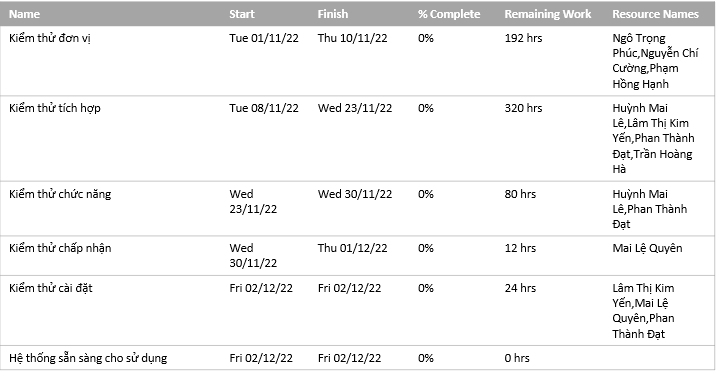 Name Start Finish % Complete Remaining Work Resource Names
Kiểm thử đơn vị Tue 01/11/22 Thu 10/11/22 0% 192 hrs Ngô Trọng
Phúc,Nguyễn Chí
Cường,Phạm
Hồng Hạnh
Kiểm thử tích hợp Tue 08/11/22 Wed 23/11/22 0% 320 hrs Huỳnh Mai
Lê,Lâm Thị Kim
Yến,Phan Thành
Đạt,Trần Hoàng
Hà
Kiểm thử chức năng Wed Wed 30/11/22 0% 80 hrs Huỳnh Mai
23/11/22 Lê,Phan Thành
Đạt
Kiểm thử chấp nhận Wed Thu 01/12/22 0% 12 hrs Mai Lệ Quyên
30/11/22
Kiểm thử cài đặt Fri 02/12/22 Fri 02/12/22 0% 24 hrs Lâm Thị Kim
Yến,Mai Lệ
Quyên,Phan
Thành Đạt
Hệ thống sẵn sàng cho sử dụng Fri 02/12/22 Fri 02/12/22 0% 0 hrs